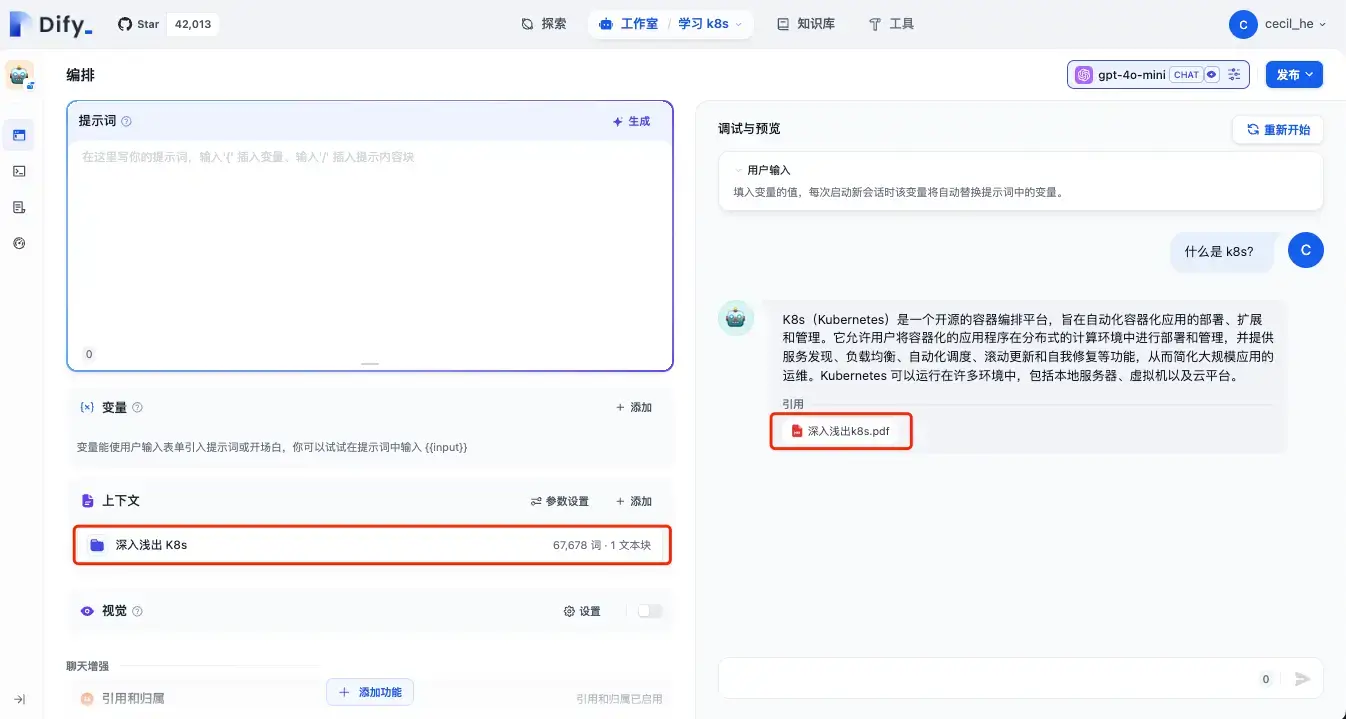 Dify_
Star 42,013
探索
工作室 / 学习 k8s
知识库
工具
C cecil_he
编排
gpt-4o-mini CHAT
发布
提示词
生成
在这里写你的提示词，输入'{' 插入变量、输入'/' 插入提示内容块
0
{x} 变量
+ 添加
变量能使用户输入表单引入提示词或开场白，你可以试试在提示词中输入 {{input}}
上下文
参数设置
+ 添加
深入浅出 K8s
67,678 词 · 1 文本块
视觉
设置
聊天增强
引用和归属
+ 添加功能
引用和归属已启用
调试与预览
重新开始
用户输入
填入变量的值，每次启动新会话时该变量将自动替换提示词中的变量。
什么是 k8s?
C
K8s（Kubernetes）是一个开源的容器编排平台，旨在自动化容器化应用的部署、扩展
和管理。它允许用户将容器化的应用程序在分布式的计算环境中进行部署和管理，并提供
服务发现、负载均衡、自动化调度、滚动更新和自我修复等功能，从而简化大规模应用的
运维。Kubernetes 可以运行在许多环境中，包括本地服务器、虚拟机以及云平台。
引用
深入浅出k8s.pdf
0